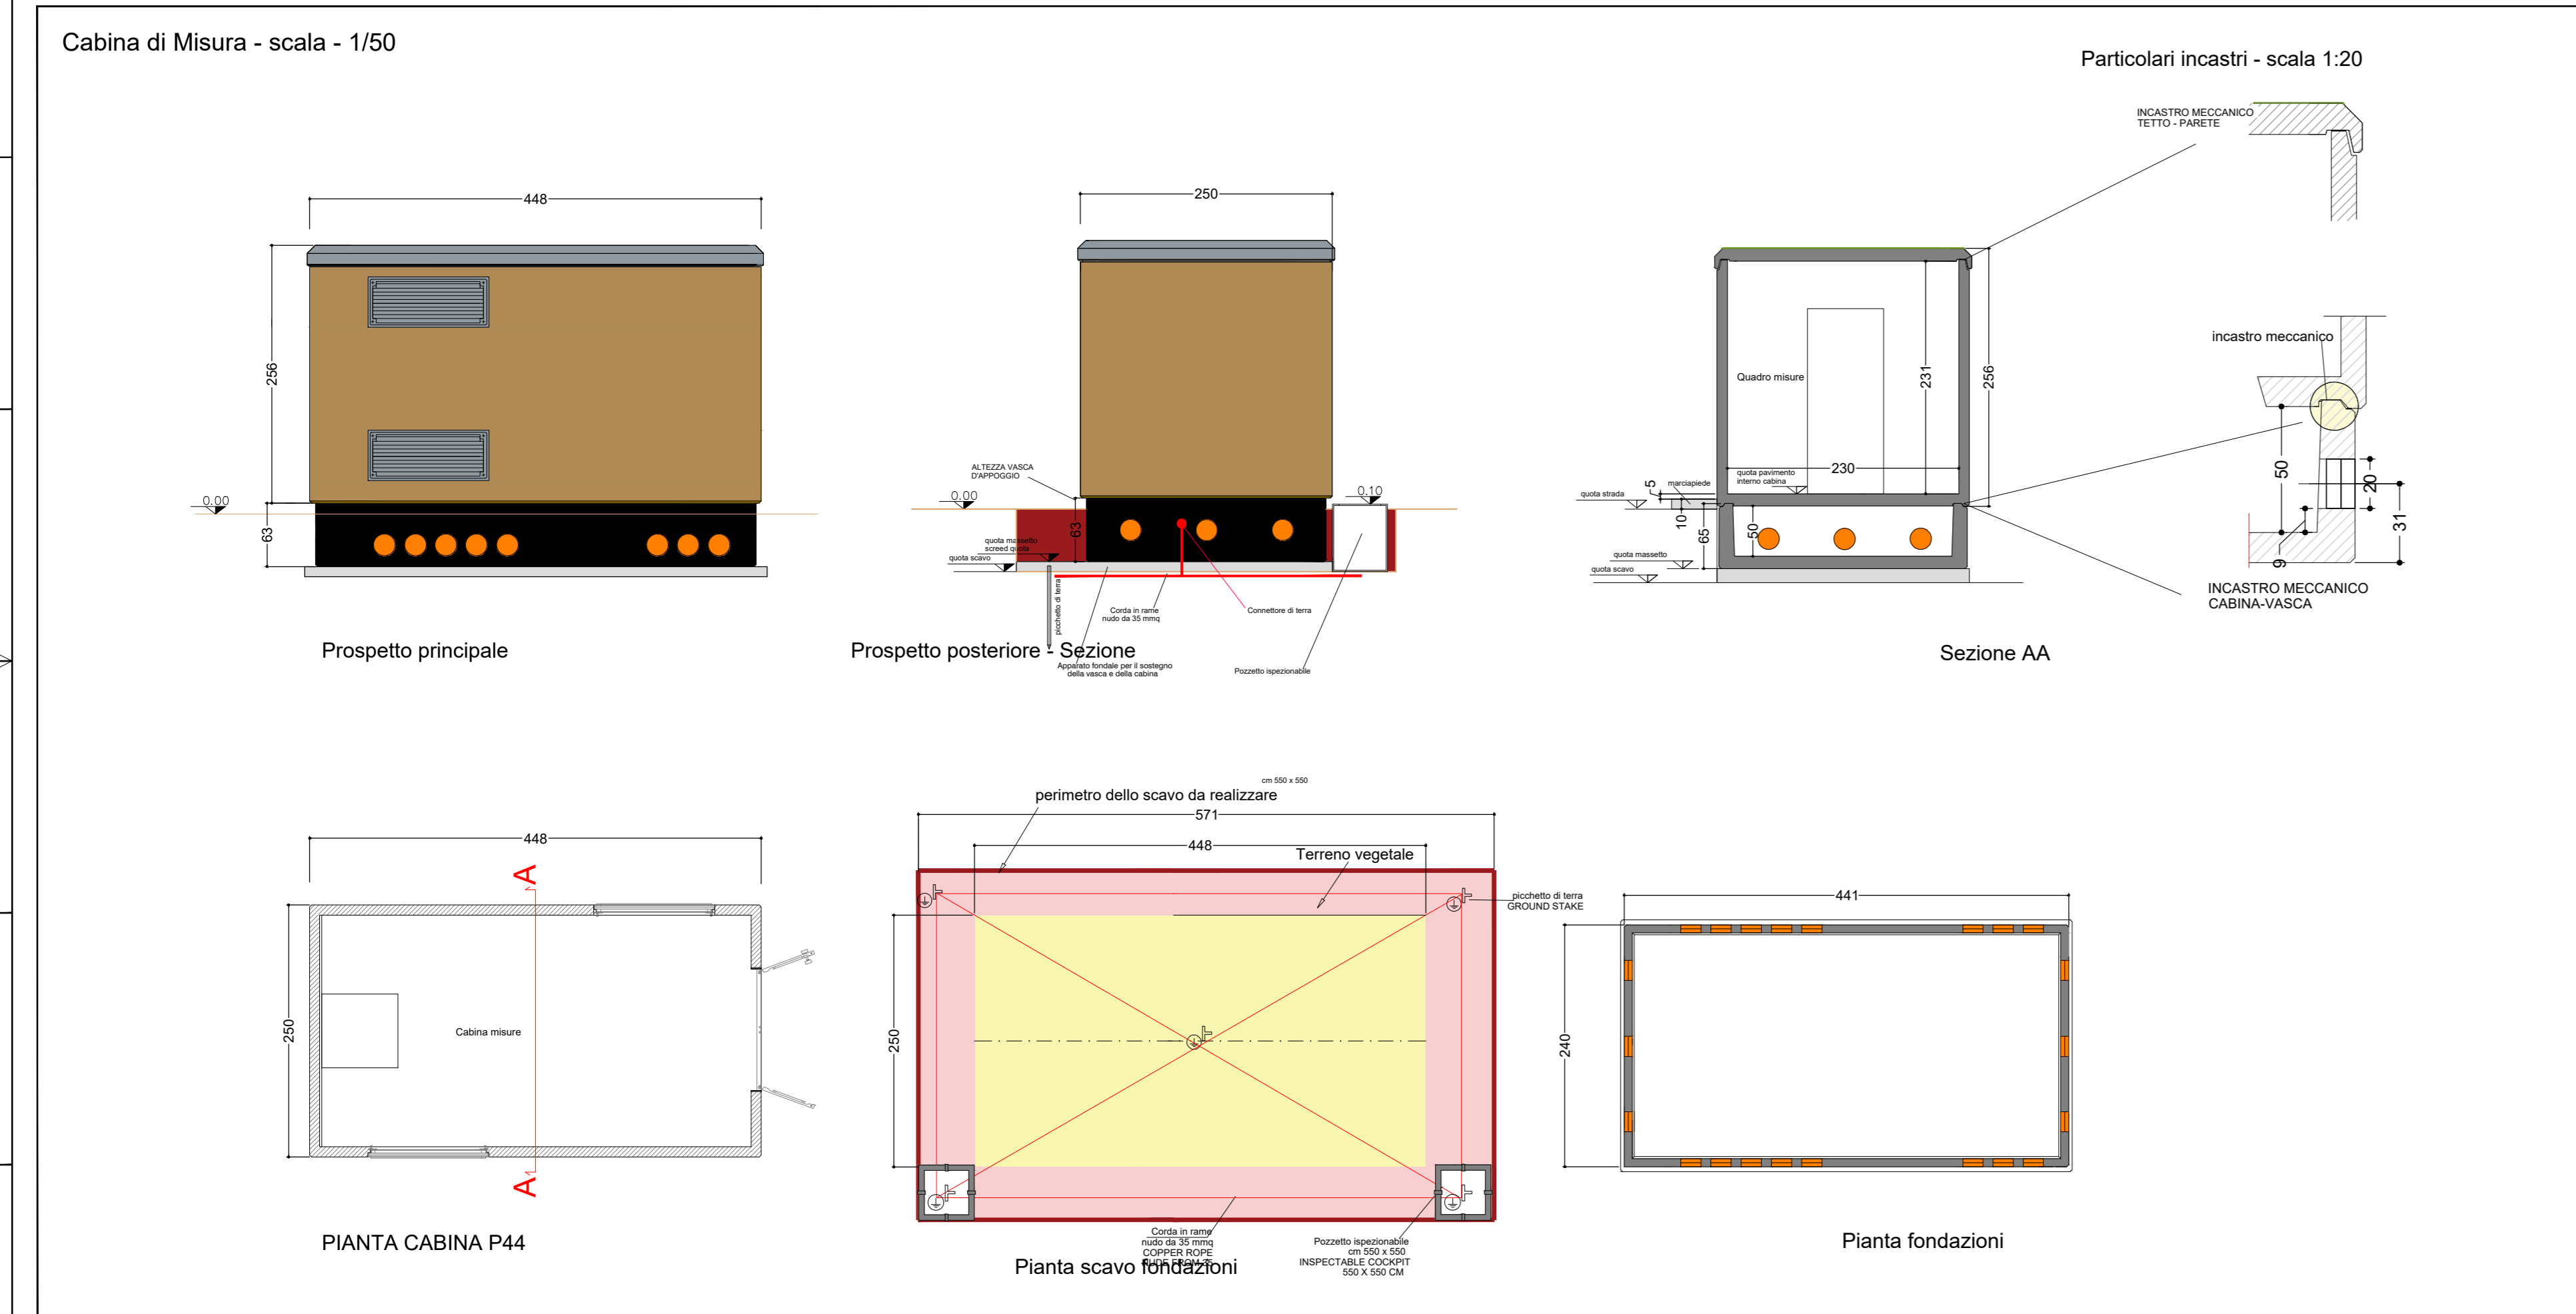 Cabina di Misura - scala - 1/50
Particolari incastri - scala 1:20
INCASTRO MECCANICO
TETTO - PARETE
448
256
0.00
63
Prospetto principale
250
ALTEZZA VASCA
D'APPOGGIO
0.00
0.10
63
quota massetto
screed quota
quota scavo
picchetto di terra
Corda in rame
nudo da 35 mmq
Connettore di terra
Prospetto posteriore - Sezione
Apparato fondale per il sostegno
della vasca e della cabina
Pozzetto ispezionabile
Quadro misure
231
256
230
quota pavimento
interno cabina
5
marciapiede
quota strada
10
65
50
quota massetto
quota scavo
Sezione AA
incastro meccanico
50
20
31
9
INCASTRO MECCANICO
CABINA-VASCA
448
A
250
Cabina misure
A
PIANTA CABINA P44
cm 550 x 550
perimetro dello scavo da realizzare
571
448
Terreno vegetale
picchetto di terra
GROUND STAKE
250
Corda in rame
nudo da 35 mmq
COPPER ROPE
NUDE FROM 35
Pianta scavo fondazioni
Pozzetto ispezionabile
cm 550 x 550
INSPECTABLE COCKPIT
550 X 550 CM
441
240
Pianta fondazioni